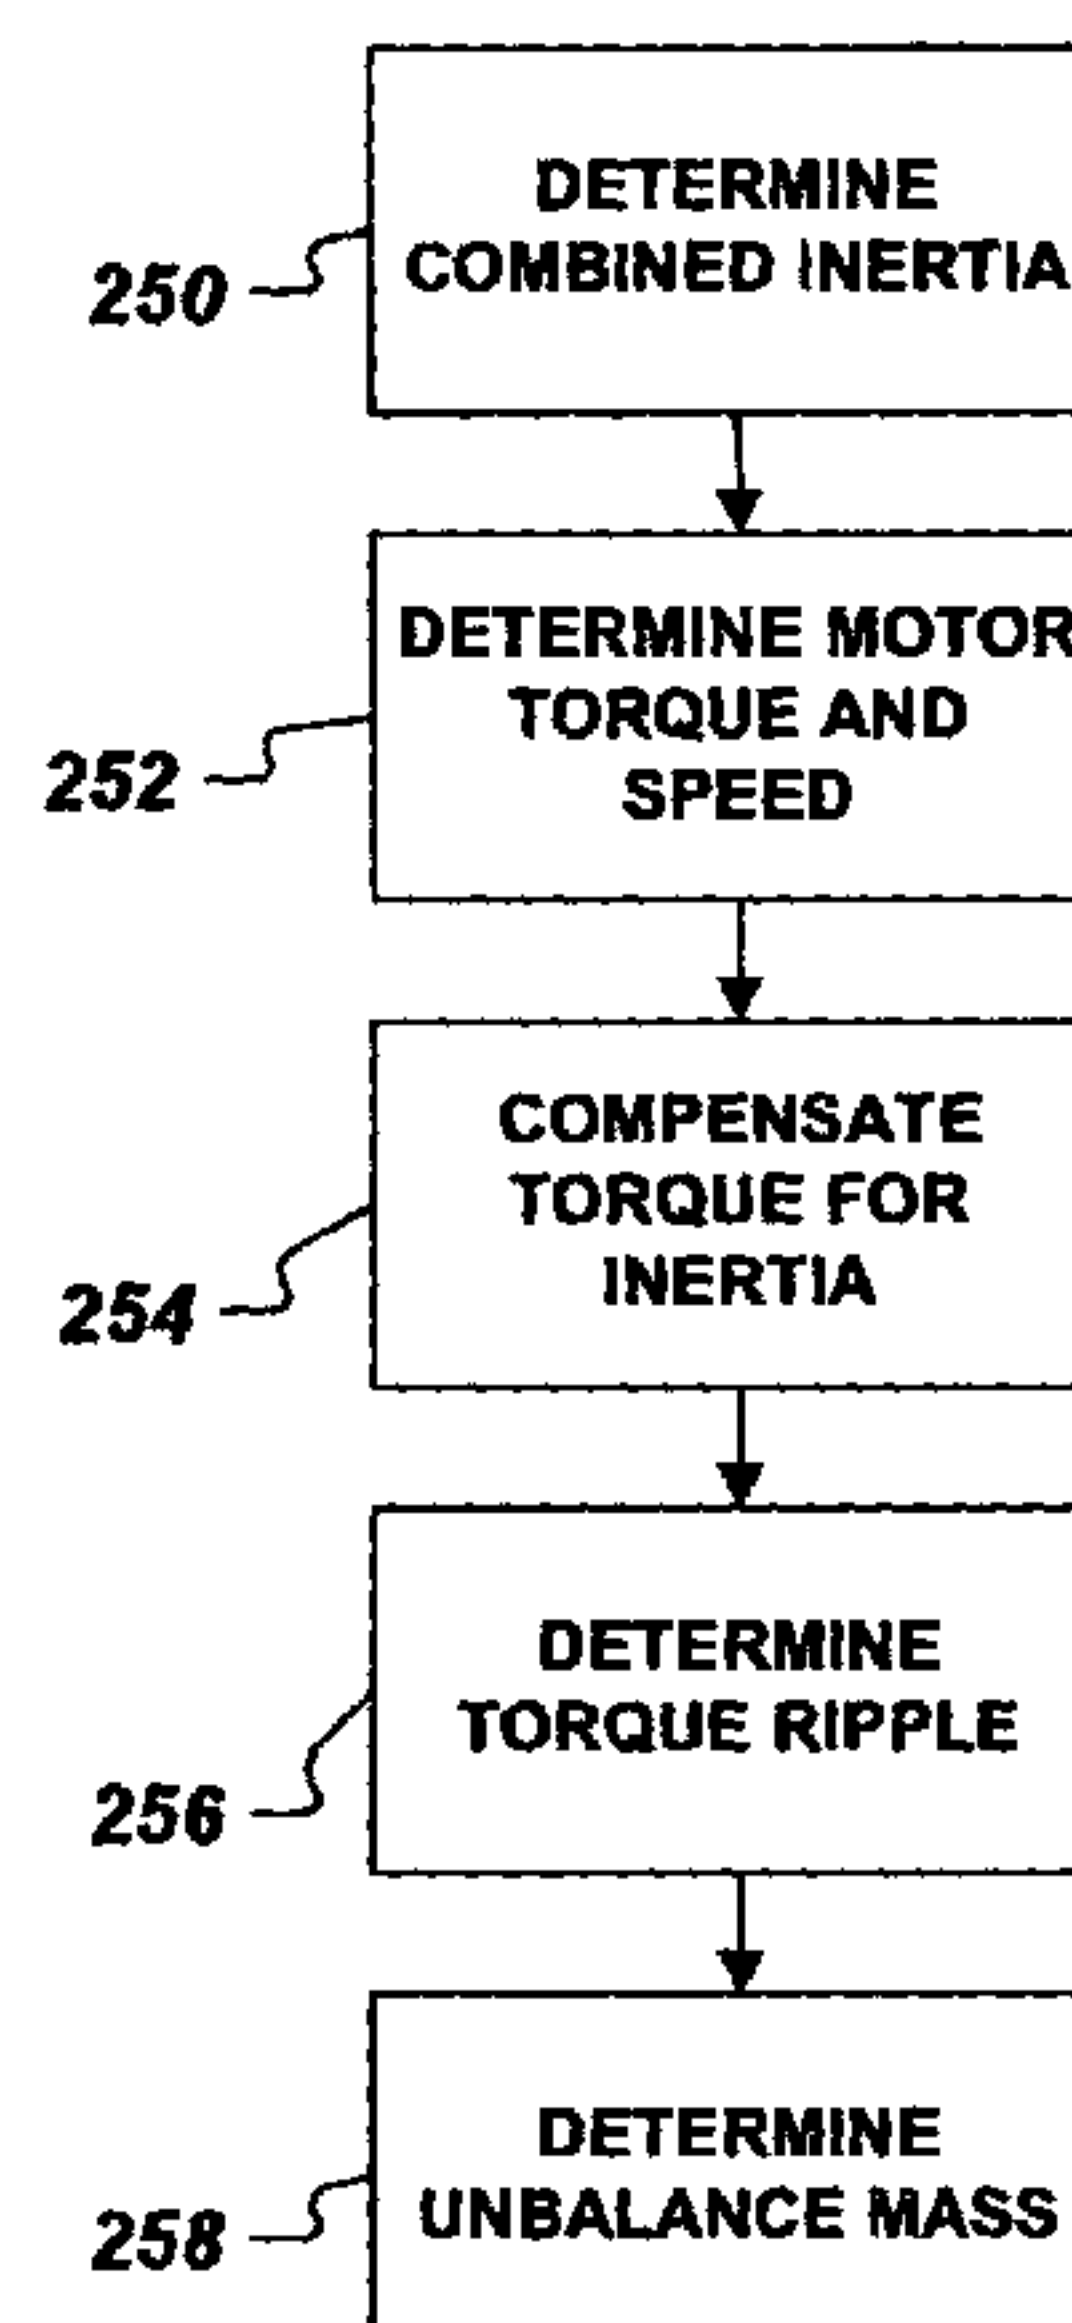 DETERMINE
COMBINED INERTIA
250
DETERMINE MOTOR
TORQUE AND
SPEED
252
COMPENSATE
TORQUE FOR
INERTIA
254
DETERMINE
TORQUE RIPPLE
256
DETERMINE
UNBALANCE MASS
258